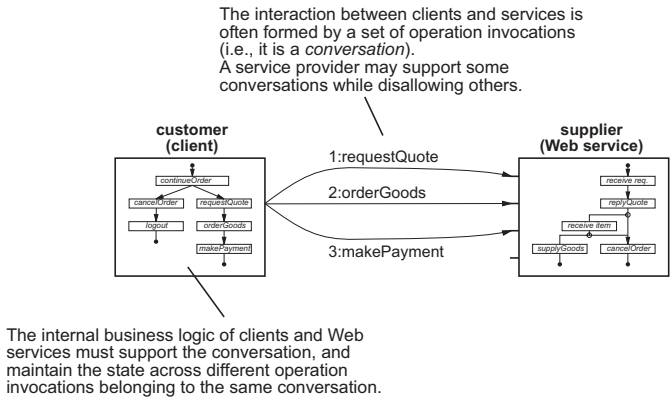 The interaction between clients and services is
often formed by a set of operation invocations
(i.e., it is a conversation).
A service provider may support some
conversations while disallowing others.
customer
(client)
supplier
(Web service)
1:requestQuote
2:orderGoods
3:makePayment
continueOrder
cancelOrder
requestQuote
logout
orderGoods
makePayment
receive req.
replyQuote
receive item
supplyGoods
cancelOrder
The internal business logic of clients and Web
services must support the conversation, and
maintain the state across different operation
invocations belonging to the same conversation.